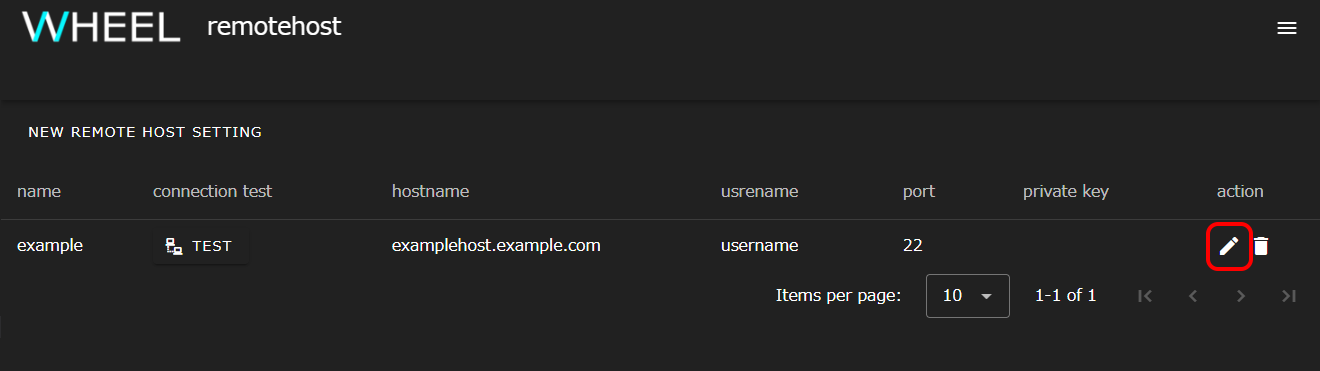 WHEEL remotehost
NEW REMOTE HOST SETTING
name connection test hostname usrename port private key action
example TEST examplehost.example.com username 22
Items per page: 10 1-1 of 1